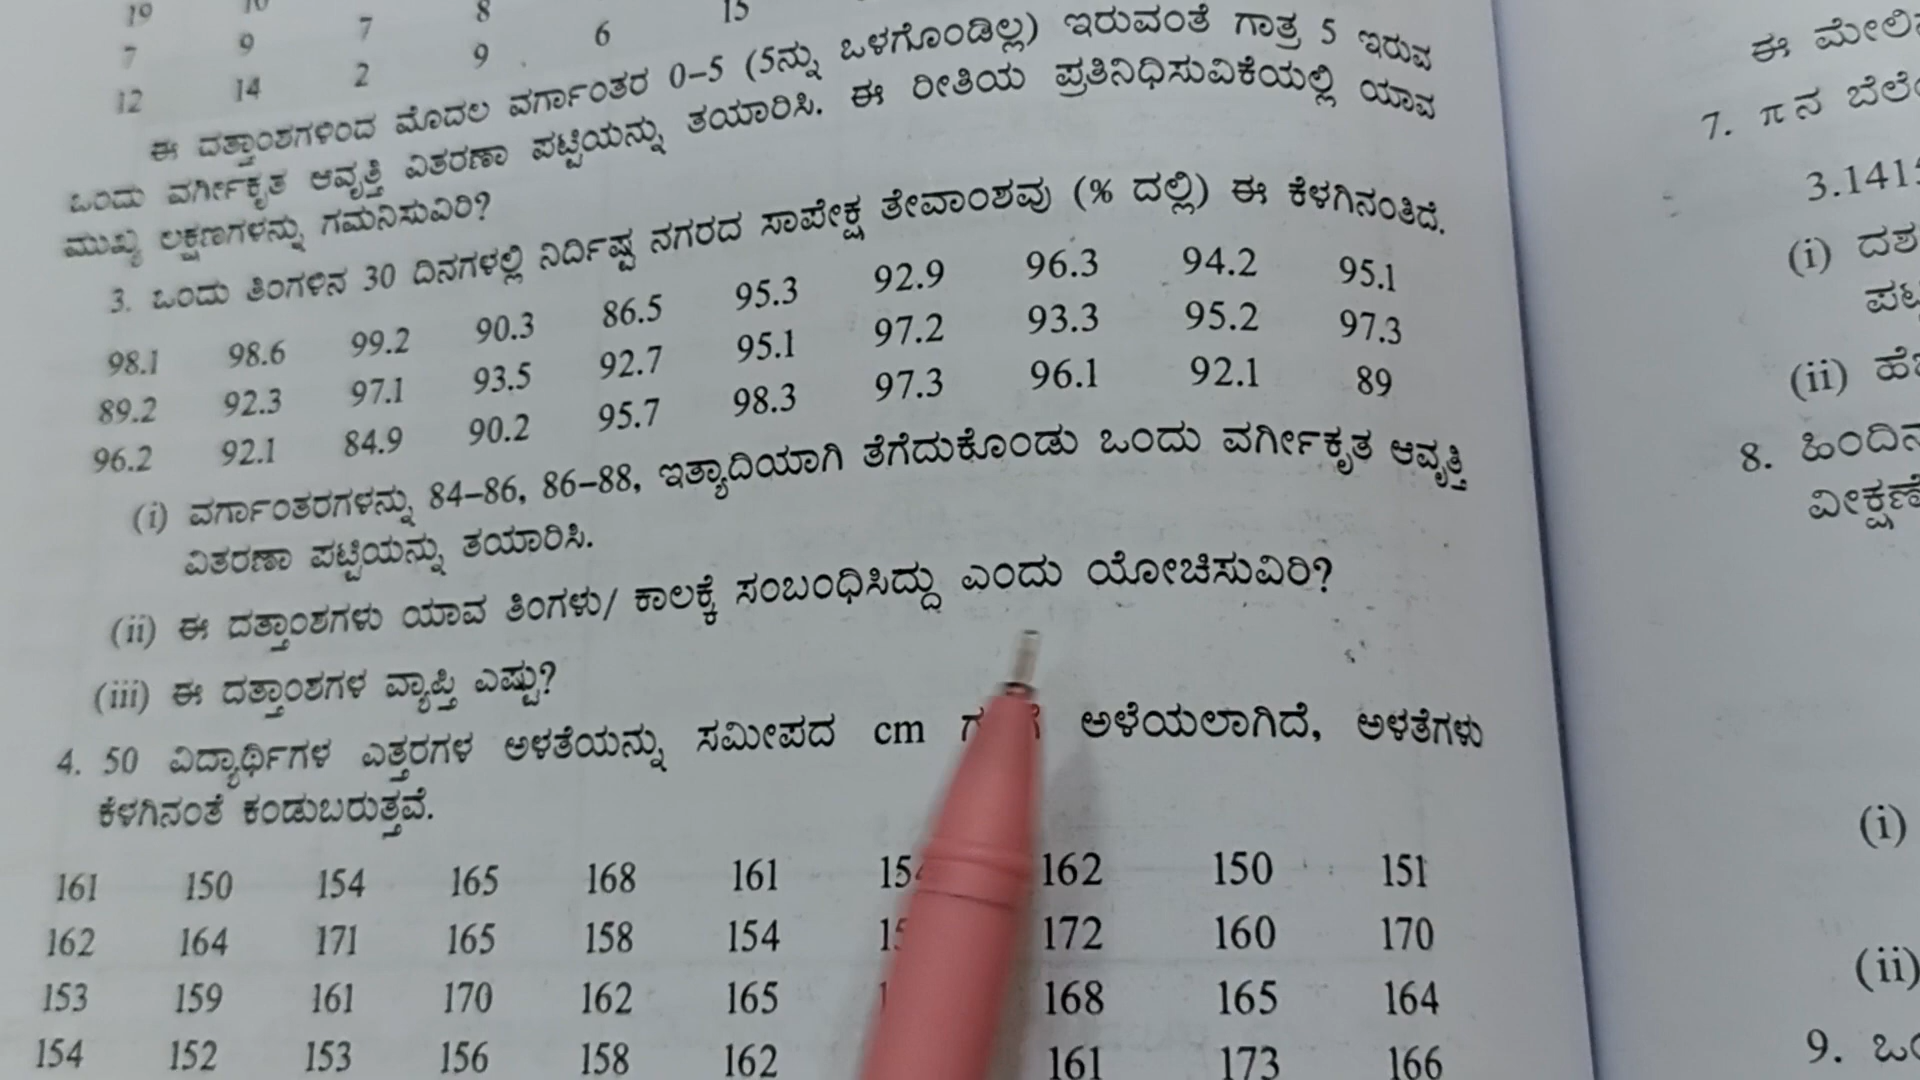 19 10 8 15
7 9 7 9 6
12 14 2
ಈ ದತ್ತಾಂಶಗಳಿಂದ ಮೊದಲ ವರ್ಗಾಂತರ 0–5 (5ನ್ನು ಒಳಗೊಂಡಿಲ್ಲ) ಇರುವಂತೆ ಗಾತ್ರ 5 ಇರುವ
ಒಂದು ವರ್ಗೀಕೃತ ಆವೃತ್ತಿ ವಿತರಣಾ ಪಟ್ಟಿಯನ್ನು ತಯಾರಿಸಿ. ಈ ರೀತಿಯ ಪ್ರತಿನಿಧಿಸುವಿಕೆಯಲ್ಲಿ ಯಾವ
ಮುಖ್ಯ ಲಕ್ಷಣಗಳನ್ನು ಗಮನಿಸುವಿರಿ?
3. ಒಂದು ತಿಂಗಳಿನ 30 ದಿನಗಳಲ್ಲಿ ನಿರ್ದಿಷ್ಟ ನಗರದ ಸಾಪೇಕ್ಷ ತೇವಾಂಶವು (% ದಲ್ಲಿ) ಈ ಕೆಳಗಿನಂತಿದೆ.
98.1 98.6 99.2 90.3 86.5 95.3 92.9 96.3 94.2 95.1
89.2 92.3 97.1 93.5 92.7 95.1 97.2 93.3 95.2 97.3
96.2 92.1 84.9 90.2 95.7 98.3 97.3 96.1 92.1 89
(i) ವರ್ಗಾಂತರಗಳನ್ನು 84–86, 86–88, ಇತ್ಯಾದಿಯಾಗಿ ತೆಗೆದುಕೊಂಡು ಒಂದು ವರ್ಗೀಕೃತ ಆವೃತ್ತಿ
ವಿತರಣಾ ಪಟ್ಟಿಯನ್ನು ತಯಾರಿಸಿ.
(ii) ಈ ದತ್ತಾಂಶಗಳು ಯಾವ ತಿಂಗಳು/ ಕಾಲಕ್ಕೆ ಸಂಬಂಧಿಸಿದ್ದು ಎಂದು ಯೋಚಿಸುವಿರಿ?
(iii) ಈ ದತ್ತಾಂಶಗಳ ವ್ಯಾಪ್ತಿ ಎಷ್ಟು?
4. 50 ವಿದ್ಯಾರ್ಥಿಗಳ ಎತ್ತರಗಳ ಅಳತೆಯನ್ನು ಸಮೀಪದ cm ಅಳೆಯಲಾಗಿದೆ, ಅಳತೆಗಳು
ಕೆಳಗಿನಂತೆ ಕಂಡುಬರುತ್ತವೆ.
161 150 154 165 168 161 162 150 151
162 164 171 165 158 154 172 160 170
153 159 161 170 162 165 168 165 164
154 152 153 156 158 162 161 173 166
ಈ
7. π ನ
3.141
(i)
(ii)
8.
(i)
(ii)
9.